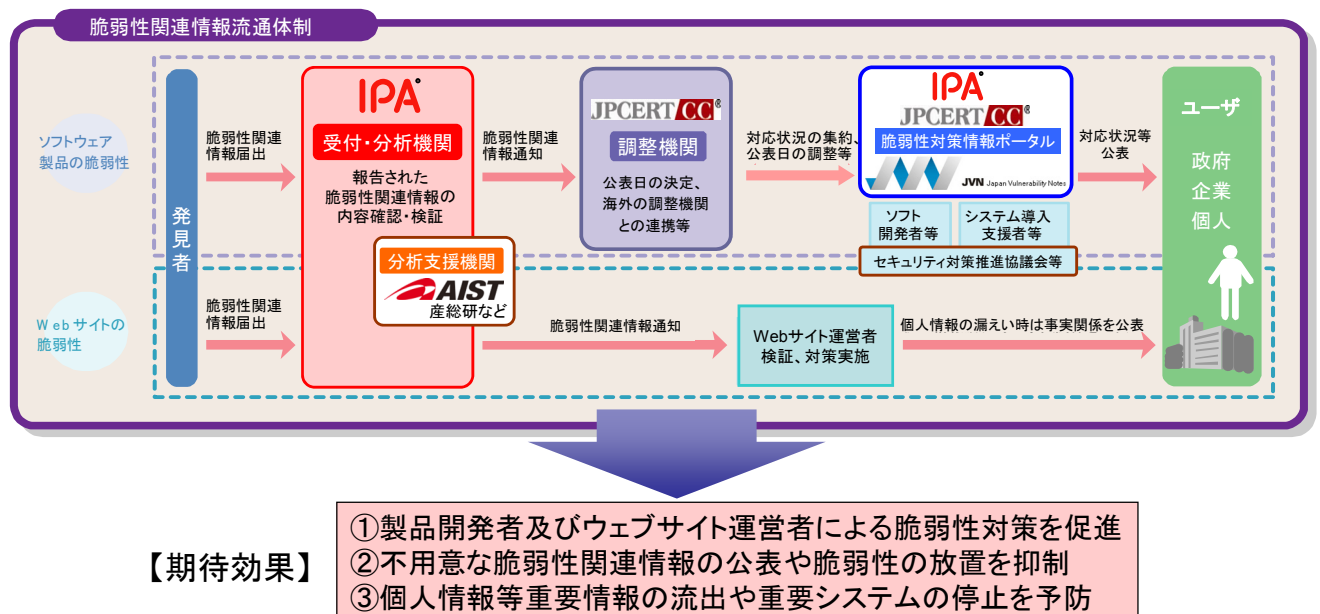 脆弱性関連情報流通体制
ソフトウェア
製品の脆弱性
Webサイトの
脆弱性
発見者
脆弱性関連
情報届出
脆弱性関連
情報届出
IPA
受付・分析機関
報告された
脆弱性関連情報の
内容確認・検証
分析支援機関
AIST
産総研など
脆弱性関連
情報通知
JPCERT CC®
調整機関
公表日の決定、
海外の調整機関
との連携等
対応状況の集約、
公表日の調整等
IPA
JPCERT CC®
脆弱性対策情報ポータル
JVN Japan Vulnerability Notes
ソフト
開発者等
システム導入
支援者等
セキュリティ対策推進協議会等
対応状況等
公表
脆弱性関連情報通知
Webサイト運営者
検証、対策実施
個人情報の漏えい時は事実関係を公表
ユーザ
政府
企業
個人
【期待効果】
①製品開発者及びウェブサイト運営者による脆弱性対策を促進
②不用意な脆弱性関連情報の公表や脆弱性の放置を抑制
③個人情報等重要情報の流出や重要システムの停止を予防